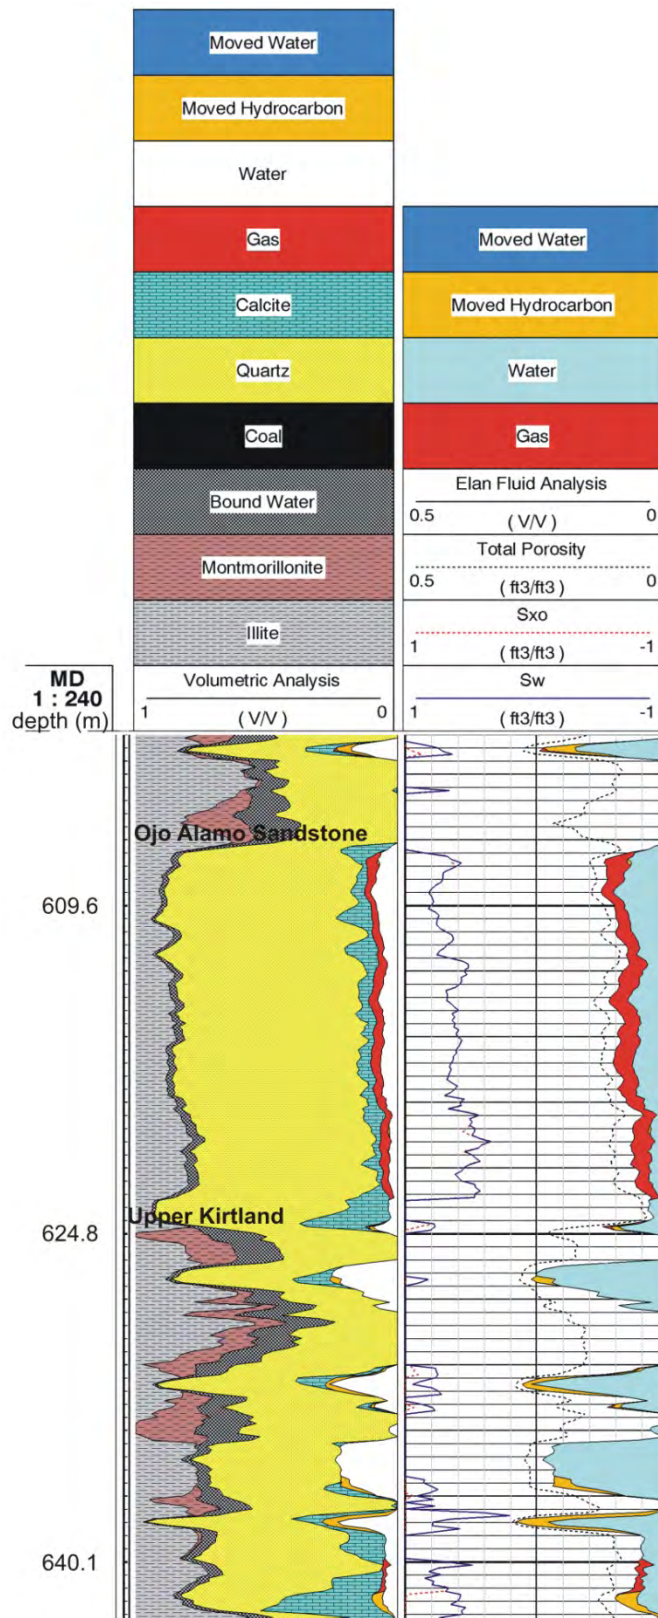 Moved Water
Moved Hydrocarbon
Water
Gas
Calcite
Quartz
Coal
Bound Water
Montmorillonite
Illite
Volumetric Analysis
1 (V/V) 0
Moved Water
Moved Hydrocarbon
Water
Gas
Elan Fluid Analysis
0.5 (V/V) 0
Total Porosity
0.5 (ft3/ft3) 0
Sxo
1 (ft3/ft3) -1
Sw
1 (ft3/ft3) -1
MD
1 : 240
depth (m)
Ojo Alamo Sandstone
609.6
Upper Kirtland
624.8
640.1